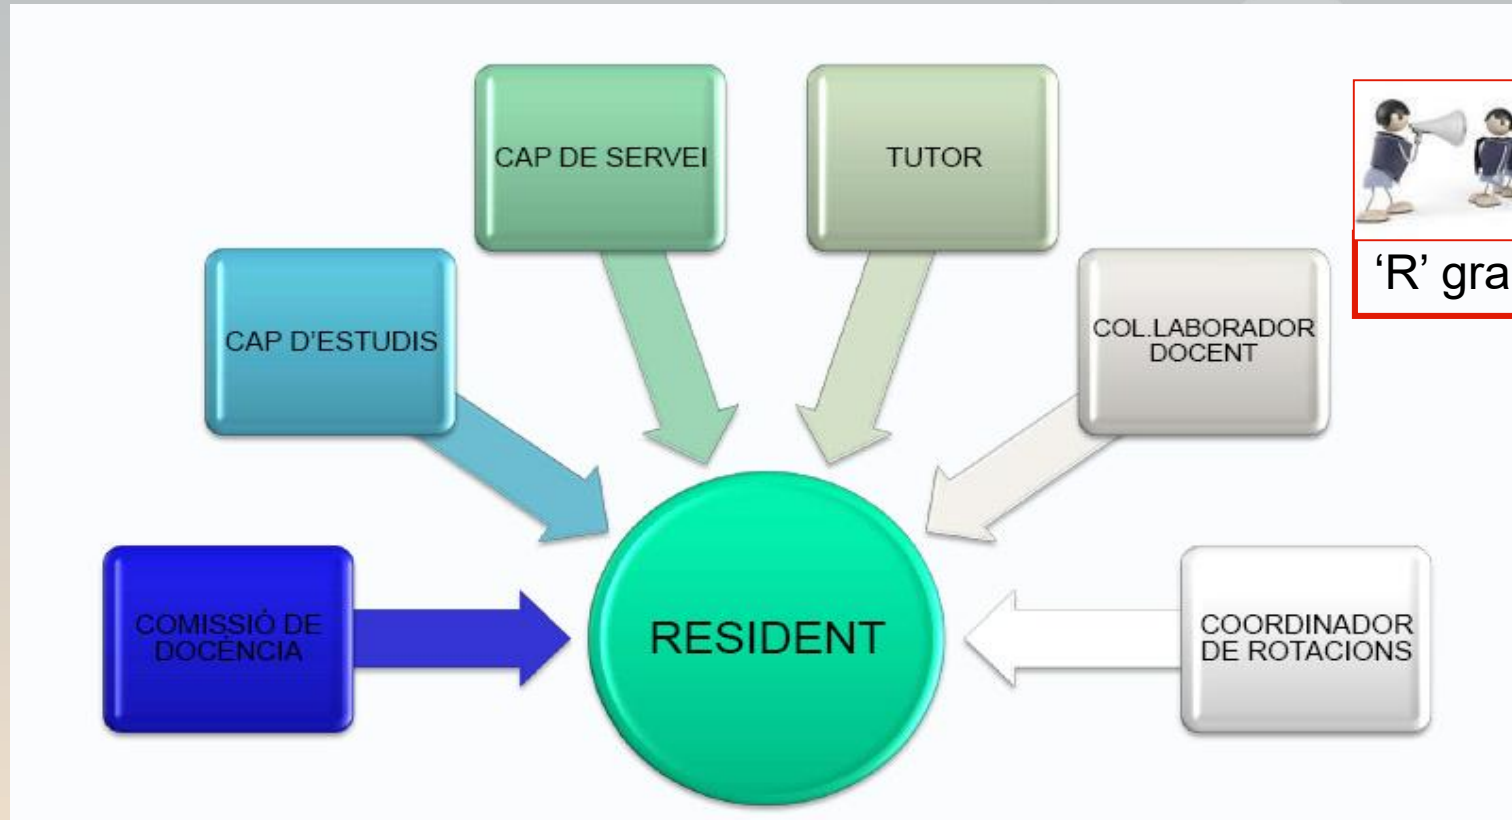 CAP DE SERVEI
TUTOR
‘R’ gra
CAP D'ESTUDIS
COL.LABORADOR
DOCENT
COMISSIÓ DE
DOCÈNCIA
RESIDENT
COORDINADOR
DE ROTACIONS